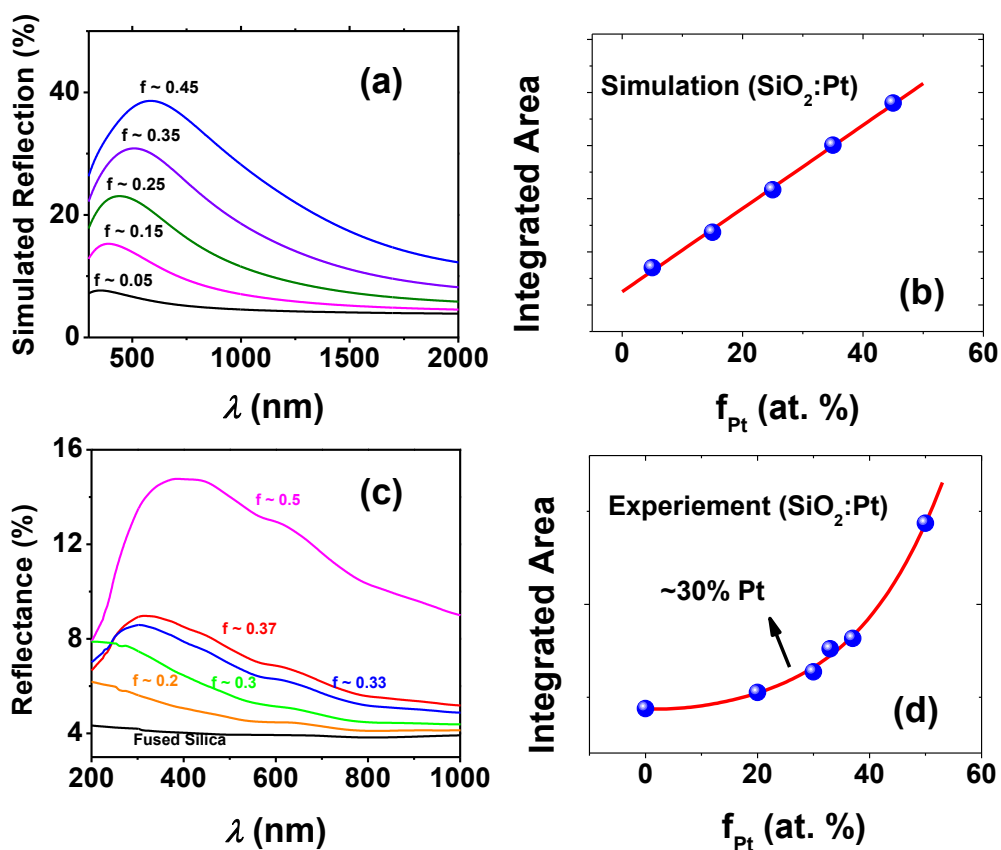 (a)
Simulated Reflection (%)
40
20
0
f ~ 0.45
f ~ 0.35
f ~ 0.25
f ~ 0.15
f ~ 0.05
500 1000 1500 2000
λ (nm)
Simulation (SiO₂:Pt)
Integrated Area
(b)
0 20 40 60
f_Pt (at. %)
(c)
Reflectance (%)
16
12
8
4
f ~ 0.5
f ~ 0.37
f ~ 0.33
f ~ 0.3
f ~ 0.2
Fused Silica
200 400 600 800 1000
λ (nm)
Experiement (SiO₂:Pt)
Integrated Area
~30% Pt
(d)
0 20 40 60
f_Pt (at. %)